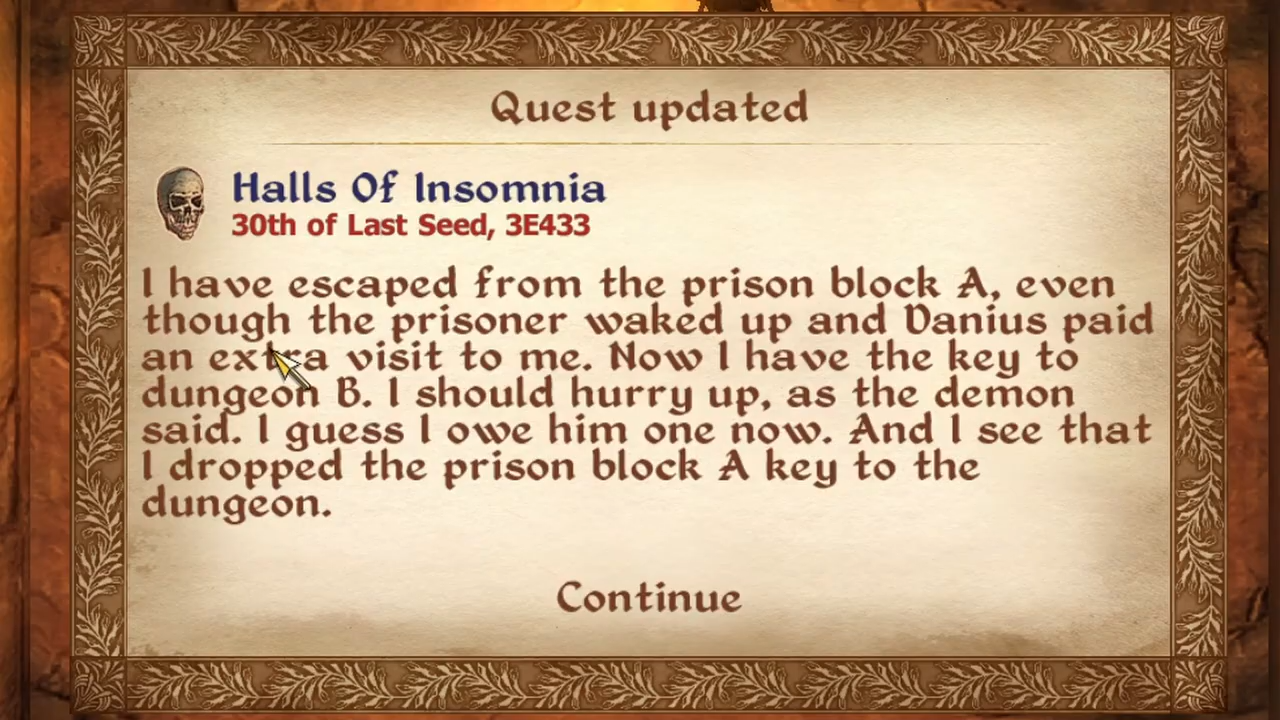 Quest updated
Halls Of Insomnia
30th of Last Seed, 3E433
I have escaped from the prison block A, even
though the prisoner waked up and Danius paid
an extra visit to me. Now I have the key to
dungeon B. I should hurry up, as the demon
said. I guess I owe him one now. And I see that
I dropped the prison block A key to the
dungeon.
Continue